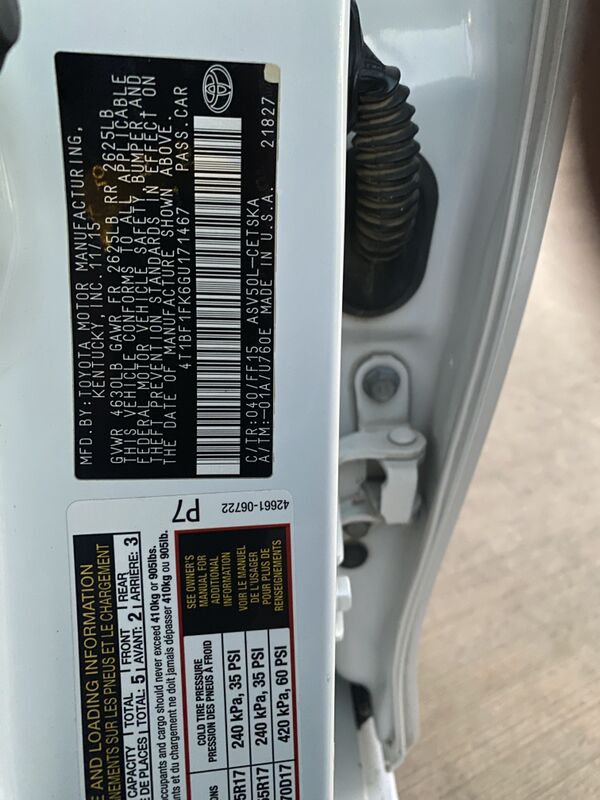 MFD.BY:TOYOTA MOTOR MANUFACTURING,
KENTUCKY, INC. 11/15
GVWR 4630LB GAWR FR 2625LB RR 2625LB
THIS VEHICLE CONFORMS TO ALL APPLICABLE
FEDERAL MOTOR VEHICLE SAFETY, BUMPER, AND
THEFT PREVENTION STANDARDS IN EFFECT ON
THE DATE OF MANUFACTURE SHOWN ABOVE.
4T1BF1FK6GU171467 PASS.CAR
C/TR:040/FF15 ASV50L-CETSKA
A/TM:-01A/U760E U.S.A. 21827
E AND LOADING INFORMATION
NEMENTS SUR LES PNEUS ET LE CHARGEMENT
CAPACITY TOTAL FRONT REAR
E DE PLACES TOTAL: 5 AVANT: 2 ARRIÈRE: 3
ccupants and cargo should never exceed 410kg or 905lbs.
ts et du chargement ne doit jamais dépasser 410kg ou 905lb.
COLD TIRE PRESSURE
PRESSION DES PNEUS À FROID
SEE OWNER'S
MANUAL FOR
ADDITIONAL
INFORMATION
VOIR LE MANUEL
DE L'USAGER
POUR PLUS DE
RENSEIGNEMENTS
5R17 240 kPa, 35 PSI
5R17 240 kPa, 35 PSI
70D17 420 kPa, 60 PSI
P7
42661-06722